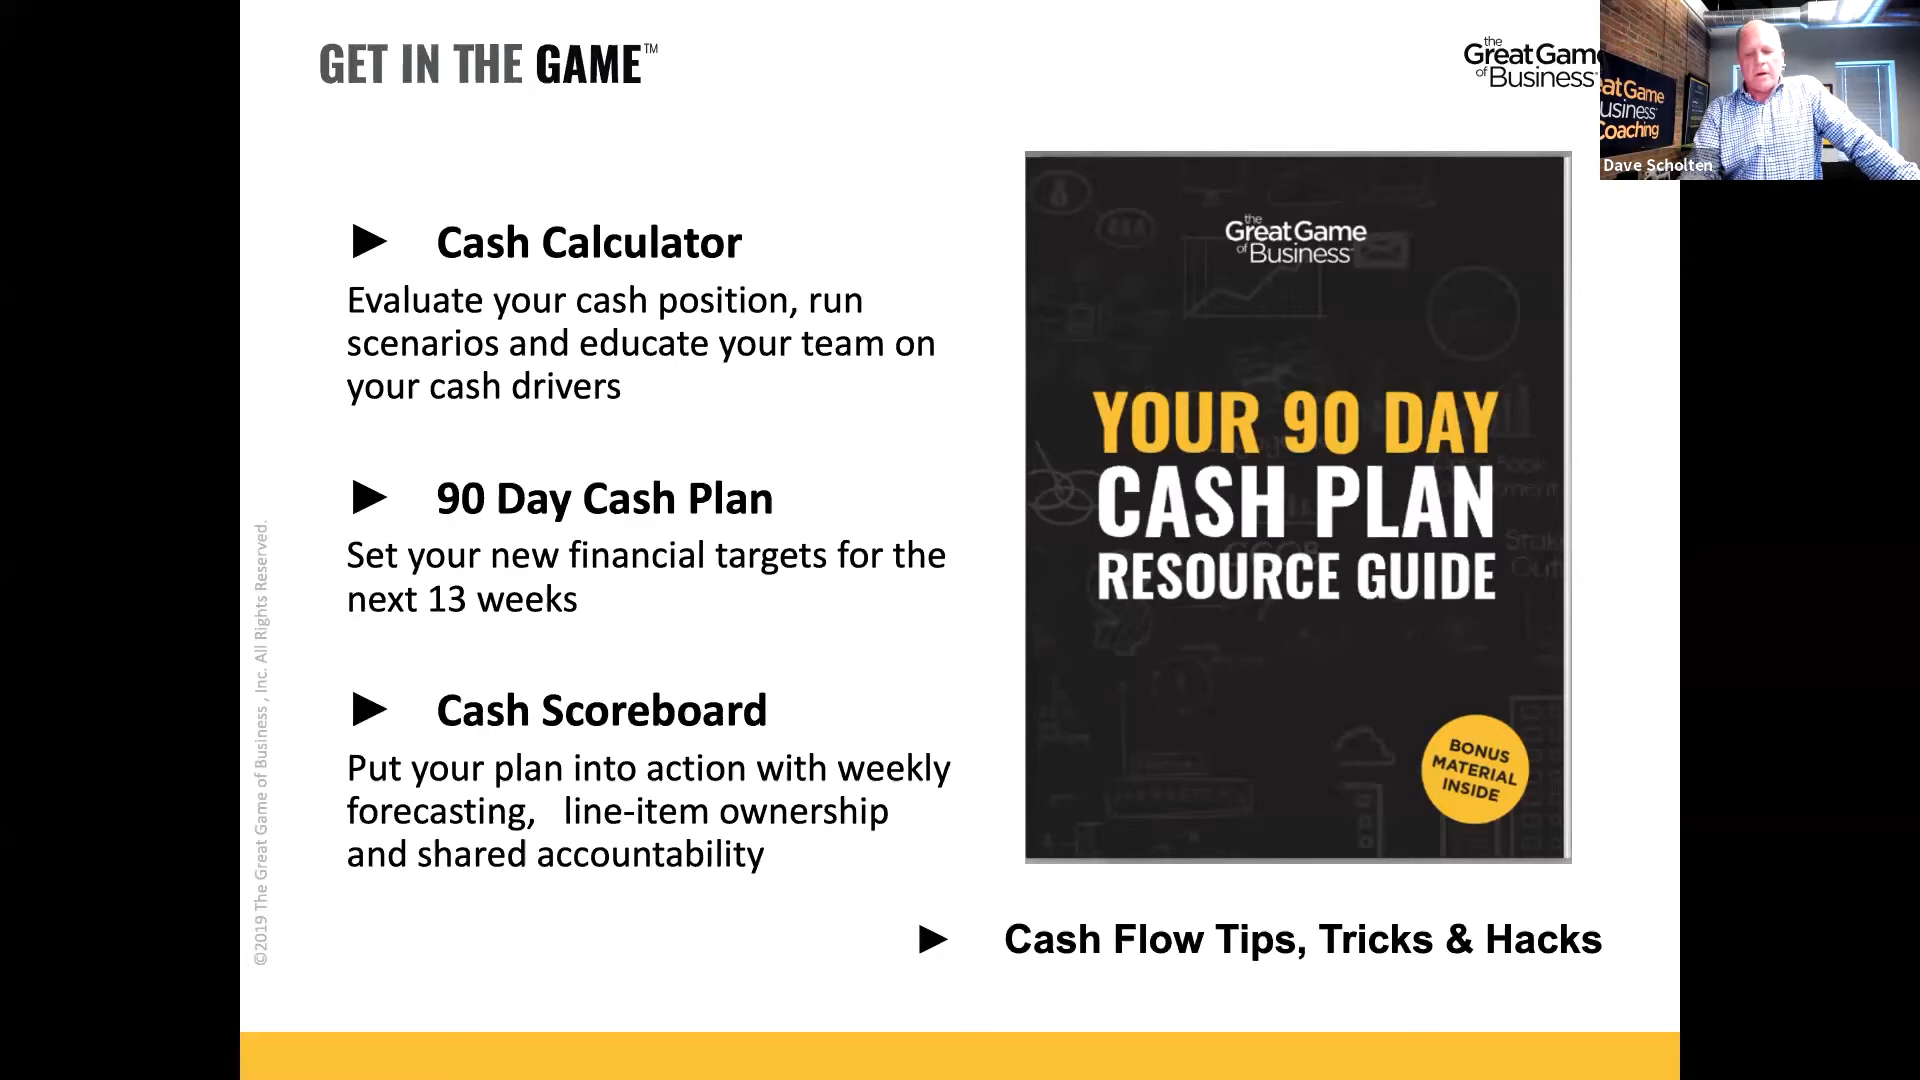 GET IN THE GAME™
the
Great Game
of Business
at Game
usiness
Coaching
Dave Scholten
► Cash Calculator
Evaluate your cash position, run
scenarios and educate your team on
your cash drivers
► 90 Day Cash Plan
Set your new financial targets for the
next 13 weeks
► Cash Scoreboard
Put your plan into action with weekly
forecasting,   line-item ownership
and shared accountability
the
Great Game
of Business
YOUR 90 DAY
CASH PLAN
RESOURCE GUIDE
BONUS
MATERIAL
INSIDE
► Cash Flow Tips, Tricks & Hacks
©2019 The Great Game of Business , Inc. All Rights Reserved.